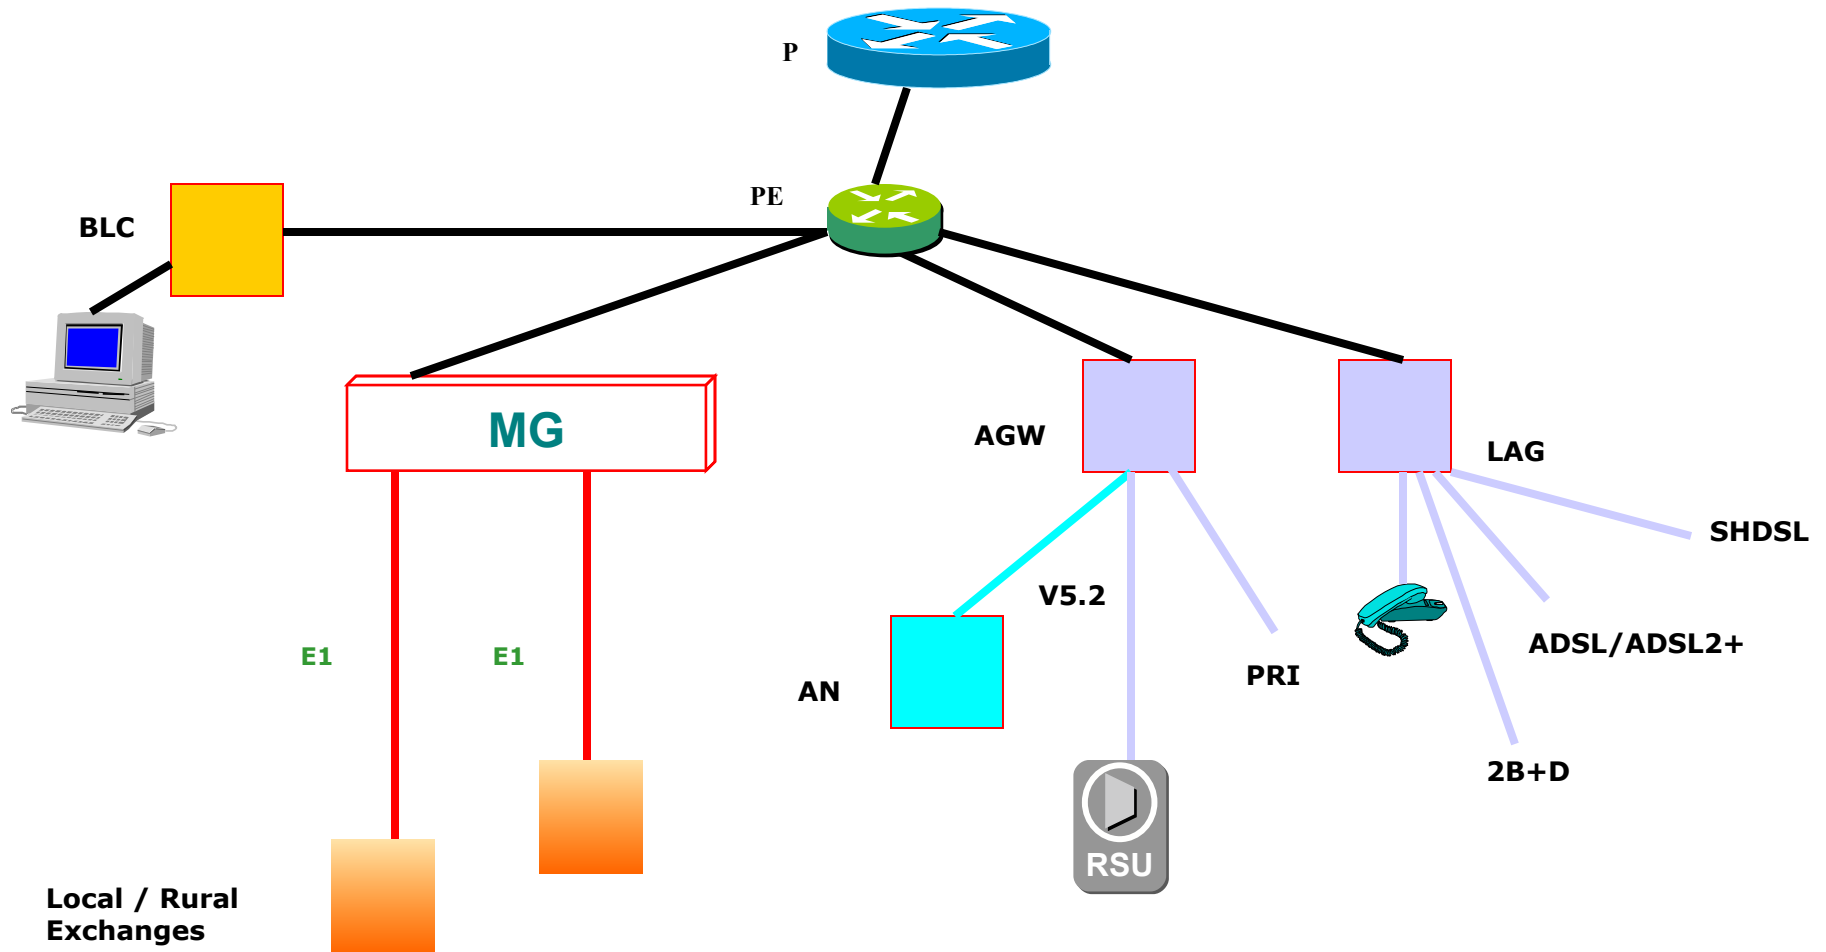 P
PE
BLC
MG
AGW
LAG
SHDSL
V5.2
E1
E1
ADSL/ADSL2+
PRI
AN
2B+D
RSU
Local / Rural
Exchanges